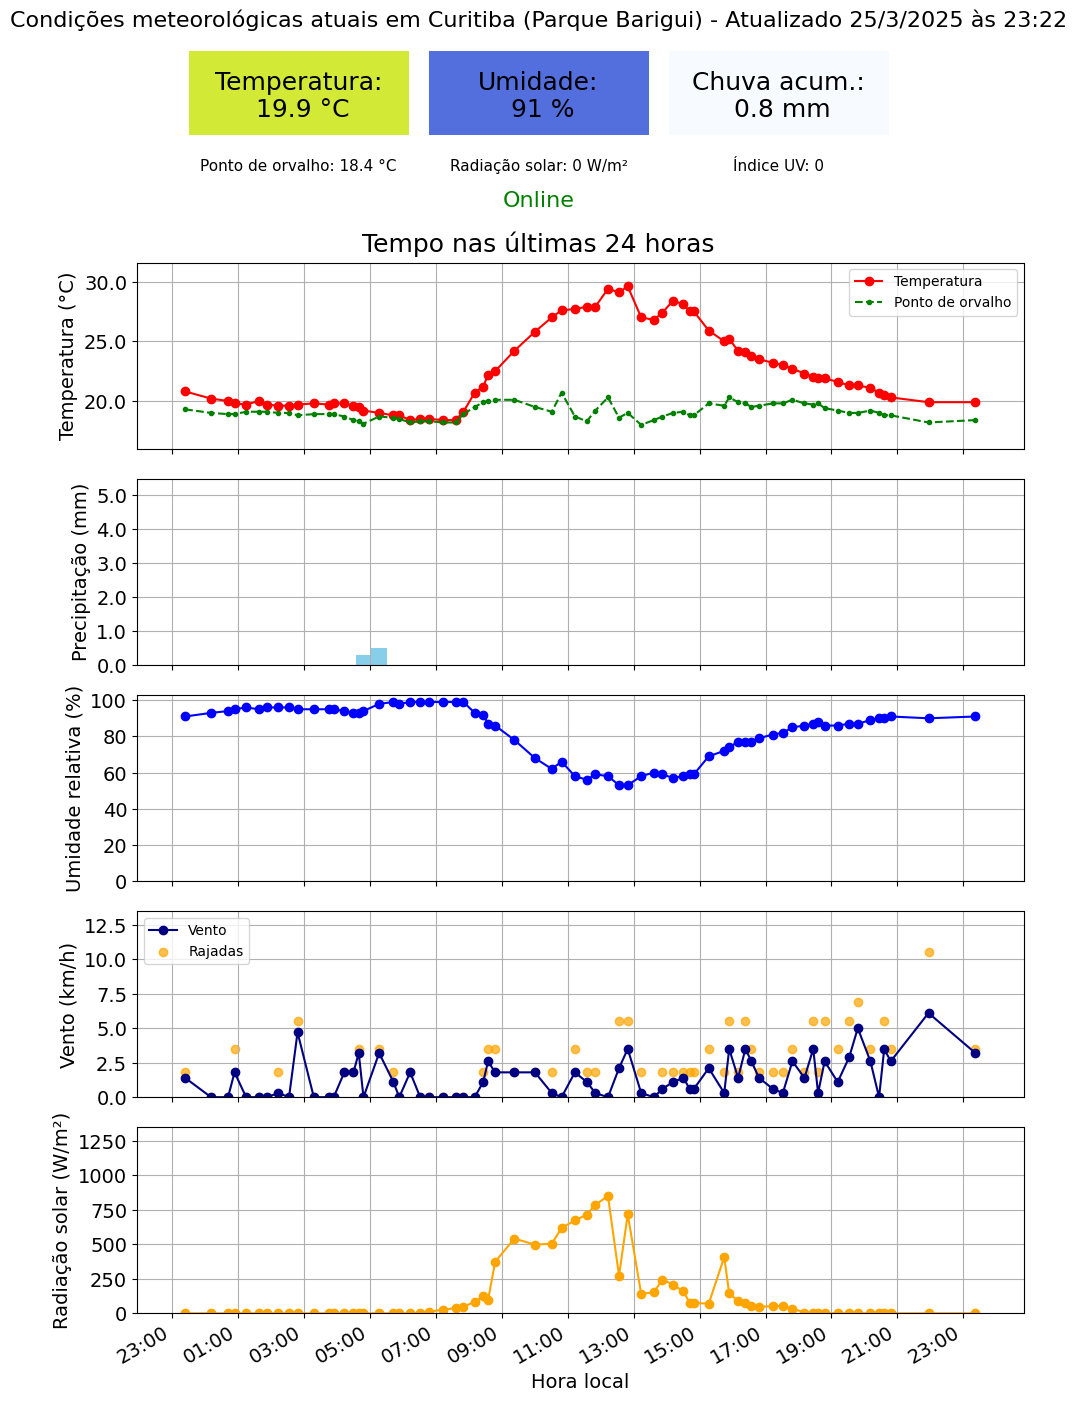 Condições meteorológicas atuais em Curitiba (Parque Barigui) - Atualizado 25/3/2025 às 23:22
Temperatura:
19.9 °C
Umidade:
91 %
Chuva acum.:
0.8 mm
Ponto de orvalho: 18.4 °C
Radiação solar: 0 W/m²
Índice UV: 0
Online
Tempo nas últimas 24 horas
Temperatura (°C)
30.0
25.0
20.0
Temperatura
Ponto de orvalho
Precipitação (mm)
5.0
4.0
3.0
2.0
1.0
0.0
Umidade relativa (%)
100
80
60
40
20
0
Vento (km/h)
12.5
10.0
7.5
5.0
2.5
0.0
Vento
Rajadas
Radiação solar (W/m²)
1250
1000
750
500
250
0
23:00
01:00
03:00
05:00
07:00
09:00
11:00
13:00
15:00
17:00
19:00
21:00
23:00
Hora local